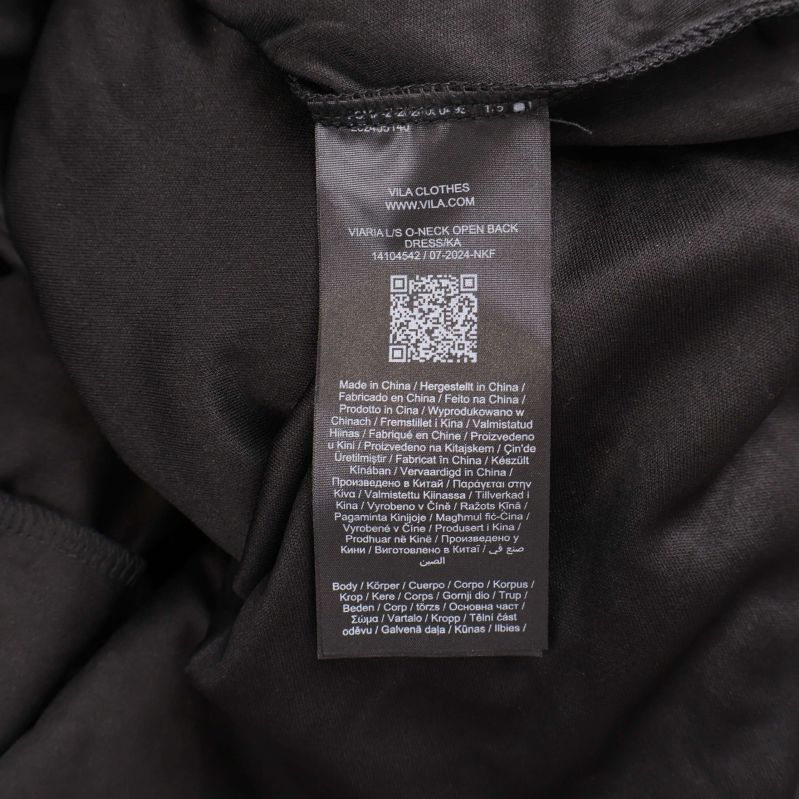 202405140
VILA CLOTHES
WWW.VILA.COM
VIARIA L/S O-NECK OPEN BACK
DRESS/KA
14104542 / 07-2024-NKF
Made in China / Hergestellt in China /
Fabricado en China / Feito na China /
Prodotto in Cina / Wyprodukowano w
Chinach / Fremstillet i Kina / Valmistatud
Hiinas / Fabriqué en Chine / Proizvedeno
u Kini / Proizvedeno na Kitajskem / Çin'de
Üretilmiştir / Fabricat în China / Készült
Kínában / Vervaardigd in China /
Произведено в Китай / Παράγεται στην
Κίνα / Valmistettu Kiinassa / Tillverkad i
Kina / Vyrobeno v Číně / Ražots Ķīnā /
Pagaminta Kinijoje / Magħmul fiċ-Ċina /
Vyrobené v Číne / Produsert i Kina /
Prodhuar në Kinë / Произведено у
Кини / Виготовлено в Китаї / صنع في
الصين
Body / Körper / Cuerpo / Corpo / Korpus /
Krop / Kere / Corps / Gornji dio / Trup /
Beden / Corp / törzs / Основна част /
Σώμα / Vartalo / Kropp / Tělní část
oděvu / Galvenā daļa / Kūnas / Ilbies /